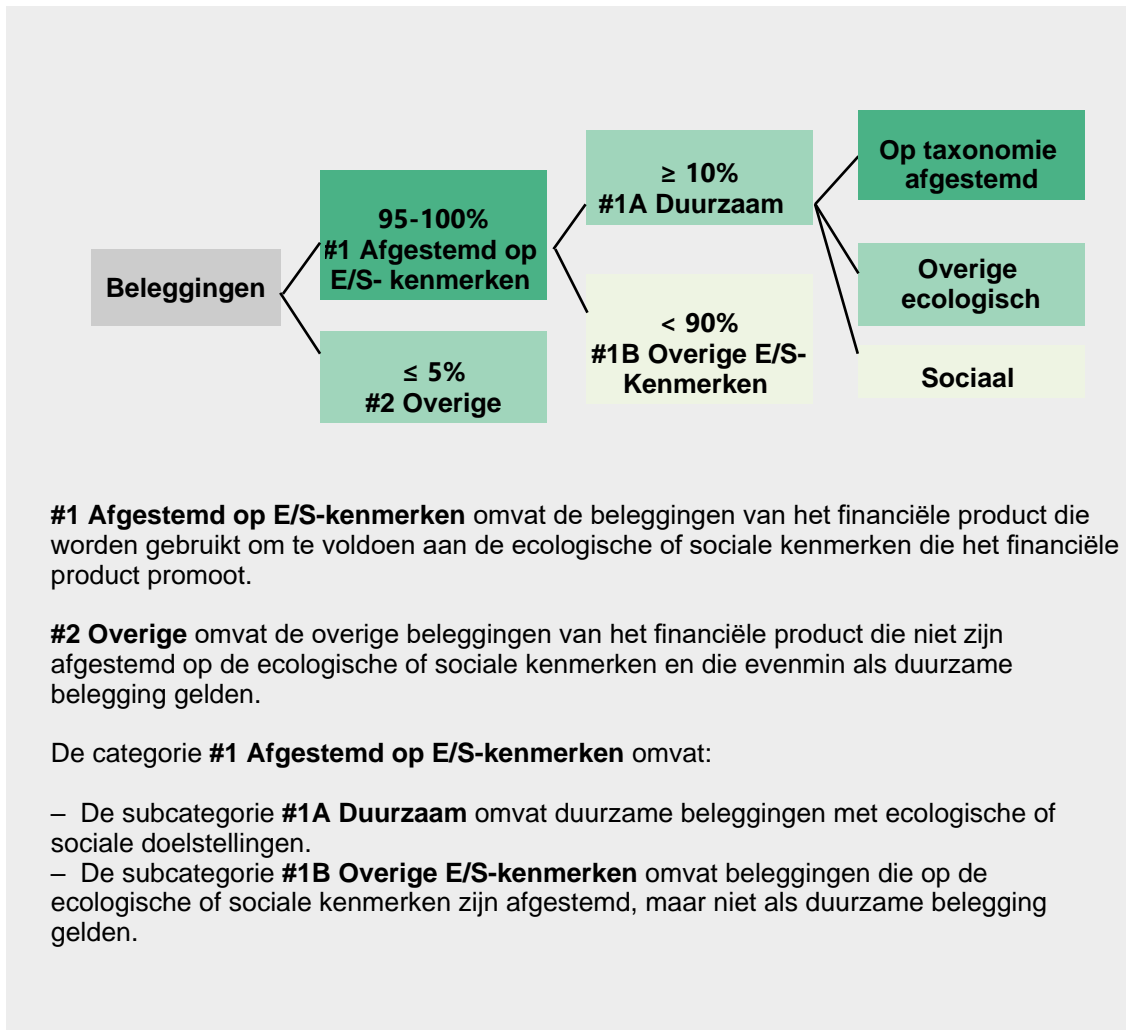 Beleggingen
95-100%
#1 Afgestemd op
E/S- kenmerken
≤ 5%
#2 Overige
≥ 10%
#1A Duurzaam
< 90%
#1B Overige E/S-
Kenmerken
Op taxonomie
afgestemd
Overige
ecologisch
Sociaal
#1 Afgestemd op E/S-kenmerken omvat de beleggingen van het financiële product die
worden gebruikt om te voldoen aan de ecologische of sociale kenmerken die het financiële
product promoot.
#2 Overige omvat de overige beleggingen van het financiële product die niet zijn
afgestemd op de ecologische of sociale kenmerken en die evenmin als duurzame
belegging gelden.
De categorie #1 Afgestemd op E/S-kenmerken omvat:
– De subcategorie #1A Duurzaam omvat duurzame beleggingen met ecologische of
sociale doelstellingen.
– De subcategorie #1B Overige E/S-kenmerken omvat beleggingen die op de
ecologische of sociale kenmerken zijn afgestemd, maar niet als duurzame belegging
gelden.